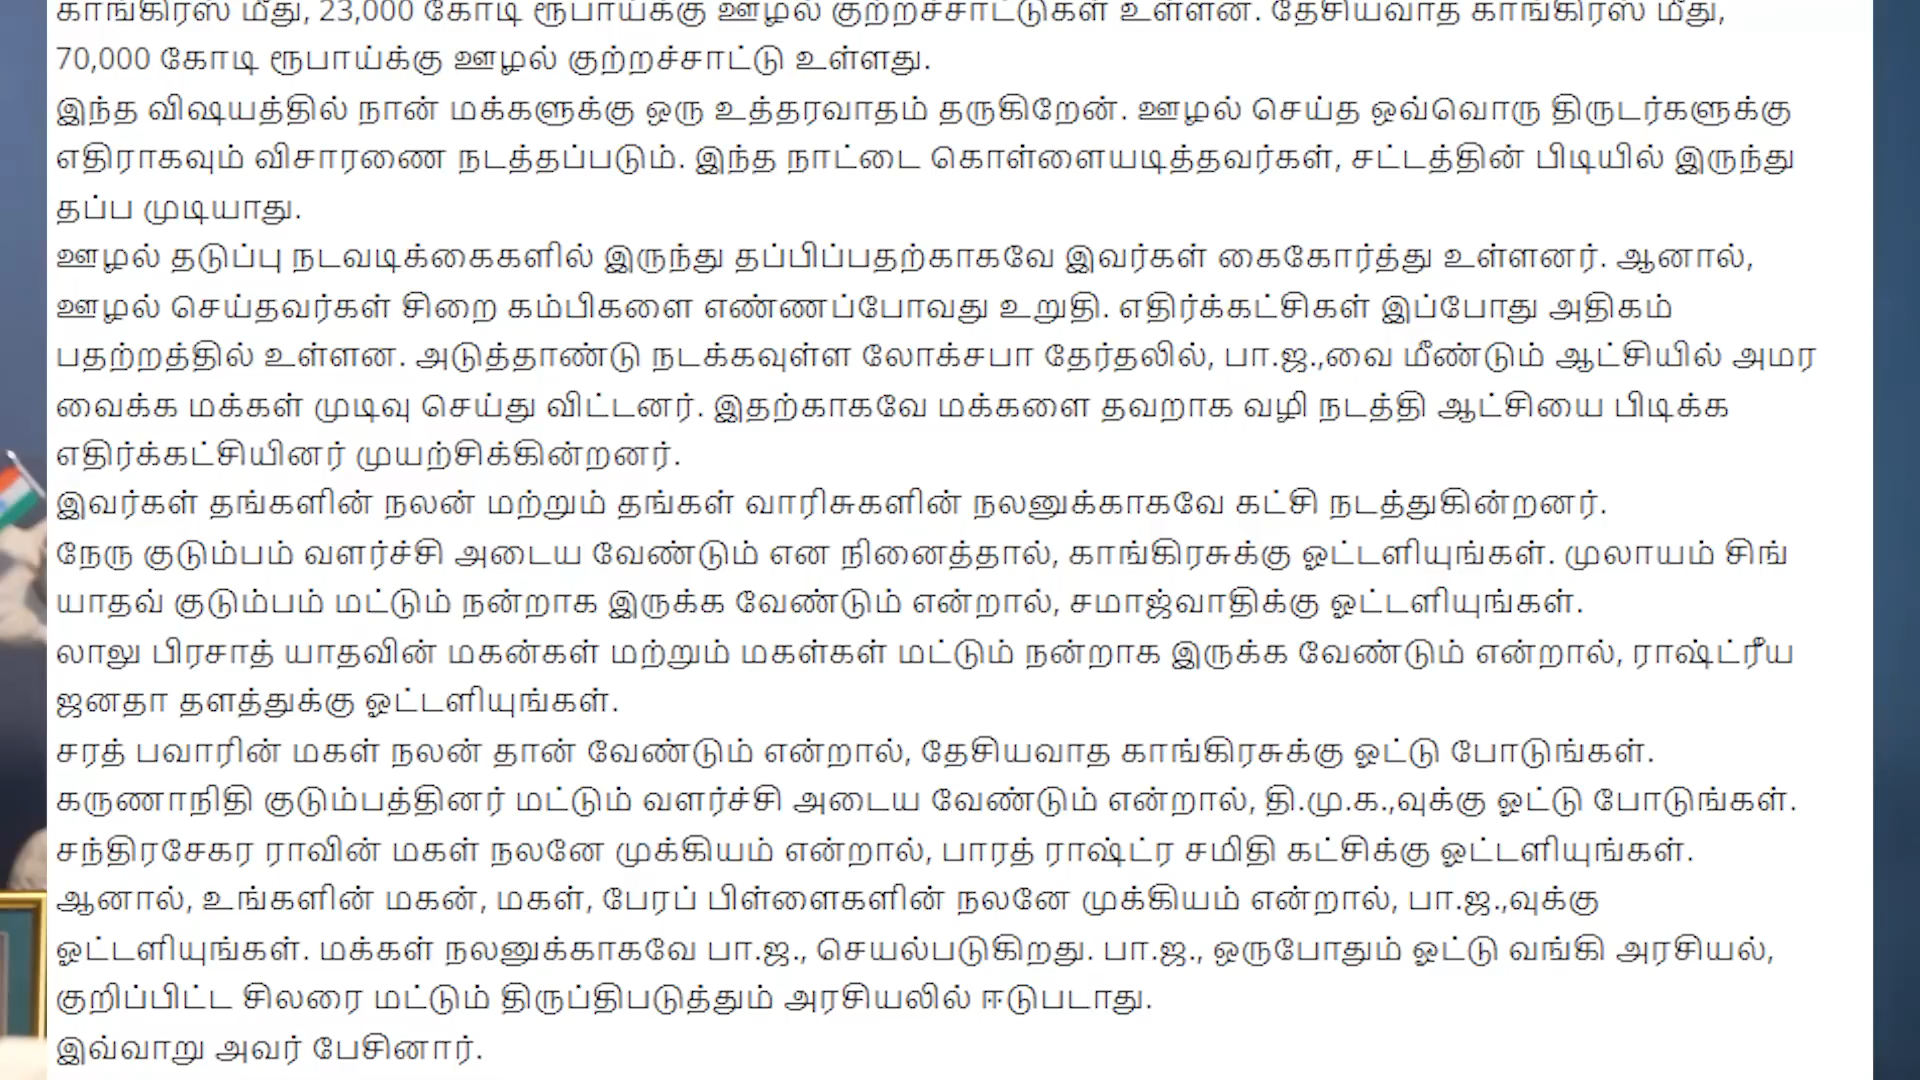 காங்கிரஸ் மீது, 23,000 கோடி ரூபாய்க்கு ஊழல் குற்றச்சாட்டுகள் உள்ளன. தேசியவாத காங்கிரஸ் மீது,
70,000 கோடி ரூபாய்க்கு ஊழல் குற்றச்சாட்டு உள்ளது.
இந்த விஷயத்தில் நான் மக்களுக்கு ஒரு உத்தரவாதம் தருகிறேன். ஊழல் செய்த ஒவ்வொரு திருடர்களுக்கு
எதிராகவும் விசாரணை நடத்தப்படும். இந்த நாட்டை கொள்ளையடித்தவர்கள், சட்டத்தின் பிடியில் இருந்து
தப்ப முடியாது.
ஊழல் தடுப்பு நடவடிக்கைகளில் இருந்து தப்பிப்பதற்காகவே இவர்கள் கைகோர்த்து உள்ளனர். ஆனால்,
ஊழல் செய்தவர்கள் சிறை கம்பிகளை எண்ணப்போவது உறுதி. எதிர்க்கட்சிகள் இப்போது அதிகம்
பதற்றத்தில் உள்ளன. அடுத்தாண்டு நடக்கவுள்ள லோக்சபா தேர்தலில், பா.ஜ.,வை மீண்டும் ஆட்சியில் அமர
வைக்க மக்கள் முடிவு செய்து விட்டனர். இதற்காகவே மக்களை தவறாக வழி நடத்தி ஆட்சியை பிடிக்க
எதிர்க்கட்சியினர் முயற்சிக்கின்றனர்.
இவர்கள் தங்களின் நலன் மற்றும் தங்கள் வாரிசுகளின் நலனுக்காகவே கட்சி நடத்துகின்றனர்.
நேரு குடும்பம் வளர்ச்சி அடைய வேண்டும் என நினைத்தால், காங்கிரசுக்கு ஓட்டளியுங்கள். முலாயம் சிங்
யாதவ் குடும்பம் மட்டும் நன்றாக இருக்க வேண்டும் என்றால், சமாஜ்வாதிக்கு ஓட்டளியுங்கள்.
லாலு பிரசாத் யாதவின் மகன்கள் மற்றும் மகள்கள் மட்டும் நன்றாக இருக்க வேண்டும் என்றால், ராஷ்ட்ரீய
ஜனதா தளத்துக்கு ஓட்டளியுங்கள்.
சரத் பவாரின் மகள் நலன் தான் வேண்டும் என்றால், தேசியவாத காங்கிரசுக்கு ஓட்டு போடுங்கள்.
கருணாநிதி குடும்பத்தினர் மட்டும் வளர்ச்சி அடைய வேண்டும் என்றால், தி.மு.க.,வுக்கு ஓட்டு போடுங்கள்.
சந்திரசேகர ராவின் மகள் நலனே முக்கியம் என்றால், பாரத் ராஷ்ட்ர சமிதி கட்சிக்கு ஓட்டளியுங்கள்.
ஆனால், உங்களின் மகன், மகள், பேரப் பிள்ளைகளின் நலனே முக்கியம் என்றால், பா.ஜ.,வுக்கு
ஓட்டளியுங்கள். மக்கள் நலனுக்காகவே பா.ஜ., செயல்படுகிறது. பா.ஜ., ஒருபோதும் ஓட்டு வங்கி அரசியல்,
குறிப்பிட்ட சிலரை மட்டும் திருப்திபடுத்தும் அரசியலில் ஈடுபடாது.
இவ்வாறு அவர் பேசினார்.